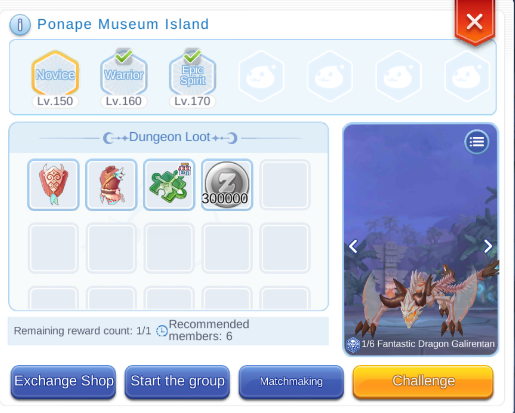 Ponape Museum Island
Novice
Warrior
Epic
Spirit
Lv.150
Lv.160
Lv.170
Dungeon Loot
Z
300000
1/6 Fantastic Dragon Galirentan
Remaining reward count: 1/1
Recommended
members: 6
Exchange Shop
Start the group
Matchmaking
Challenge